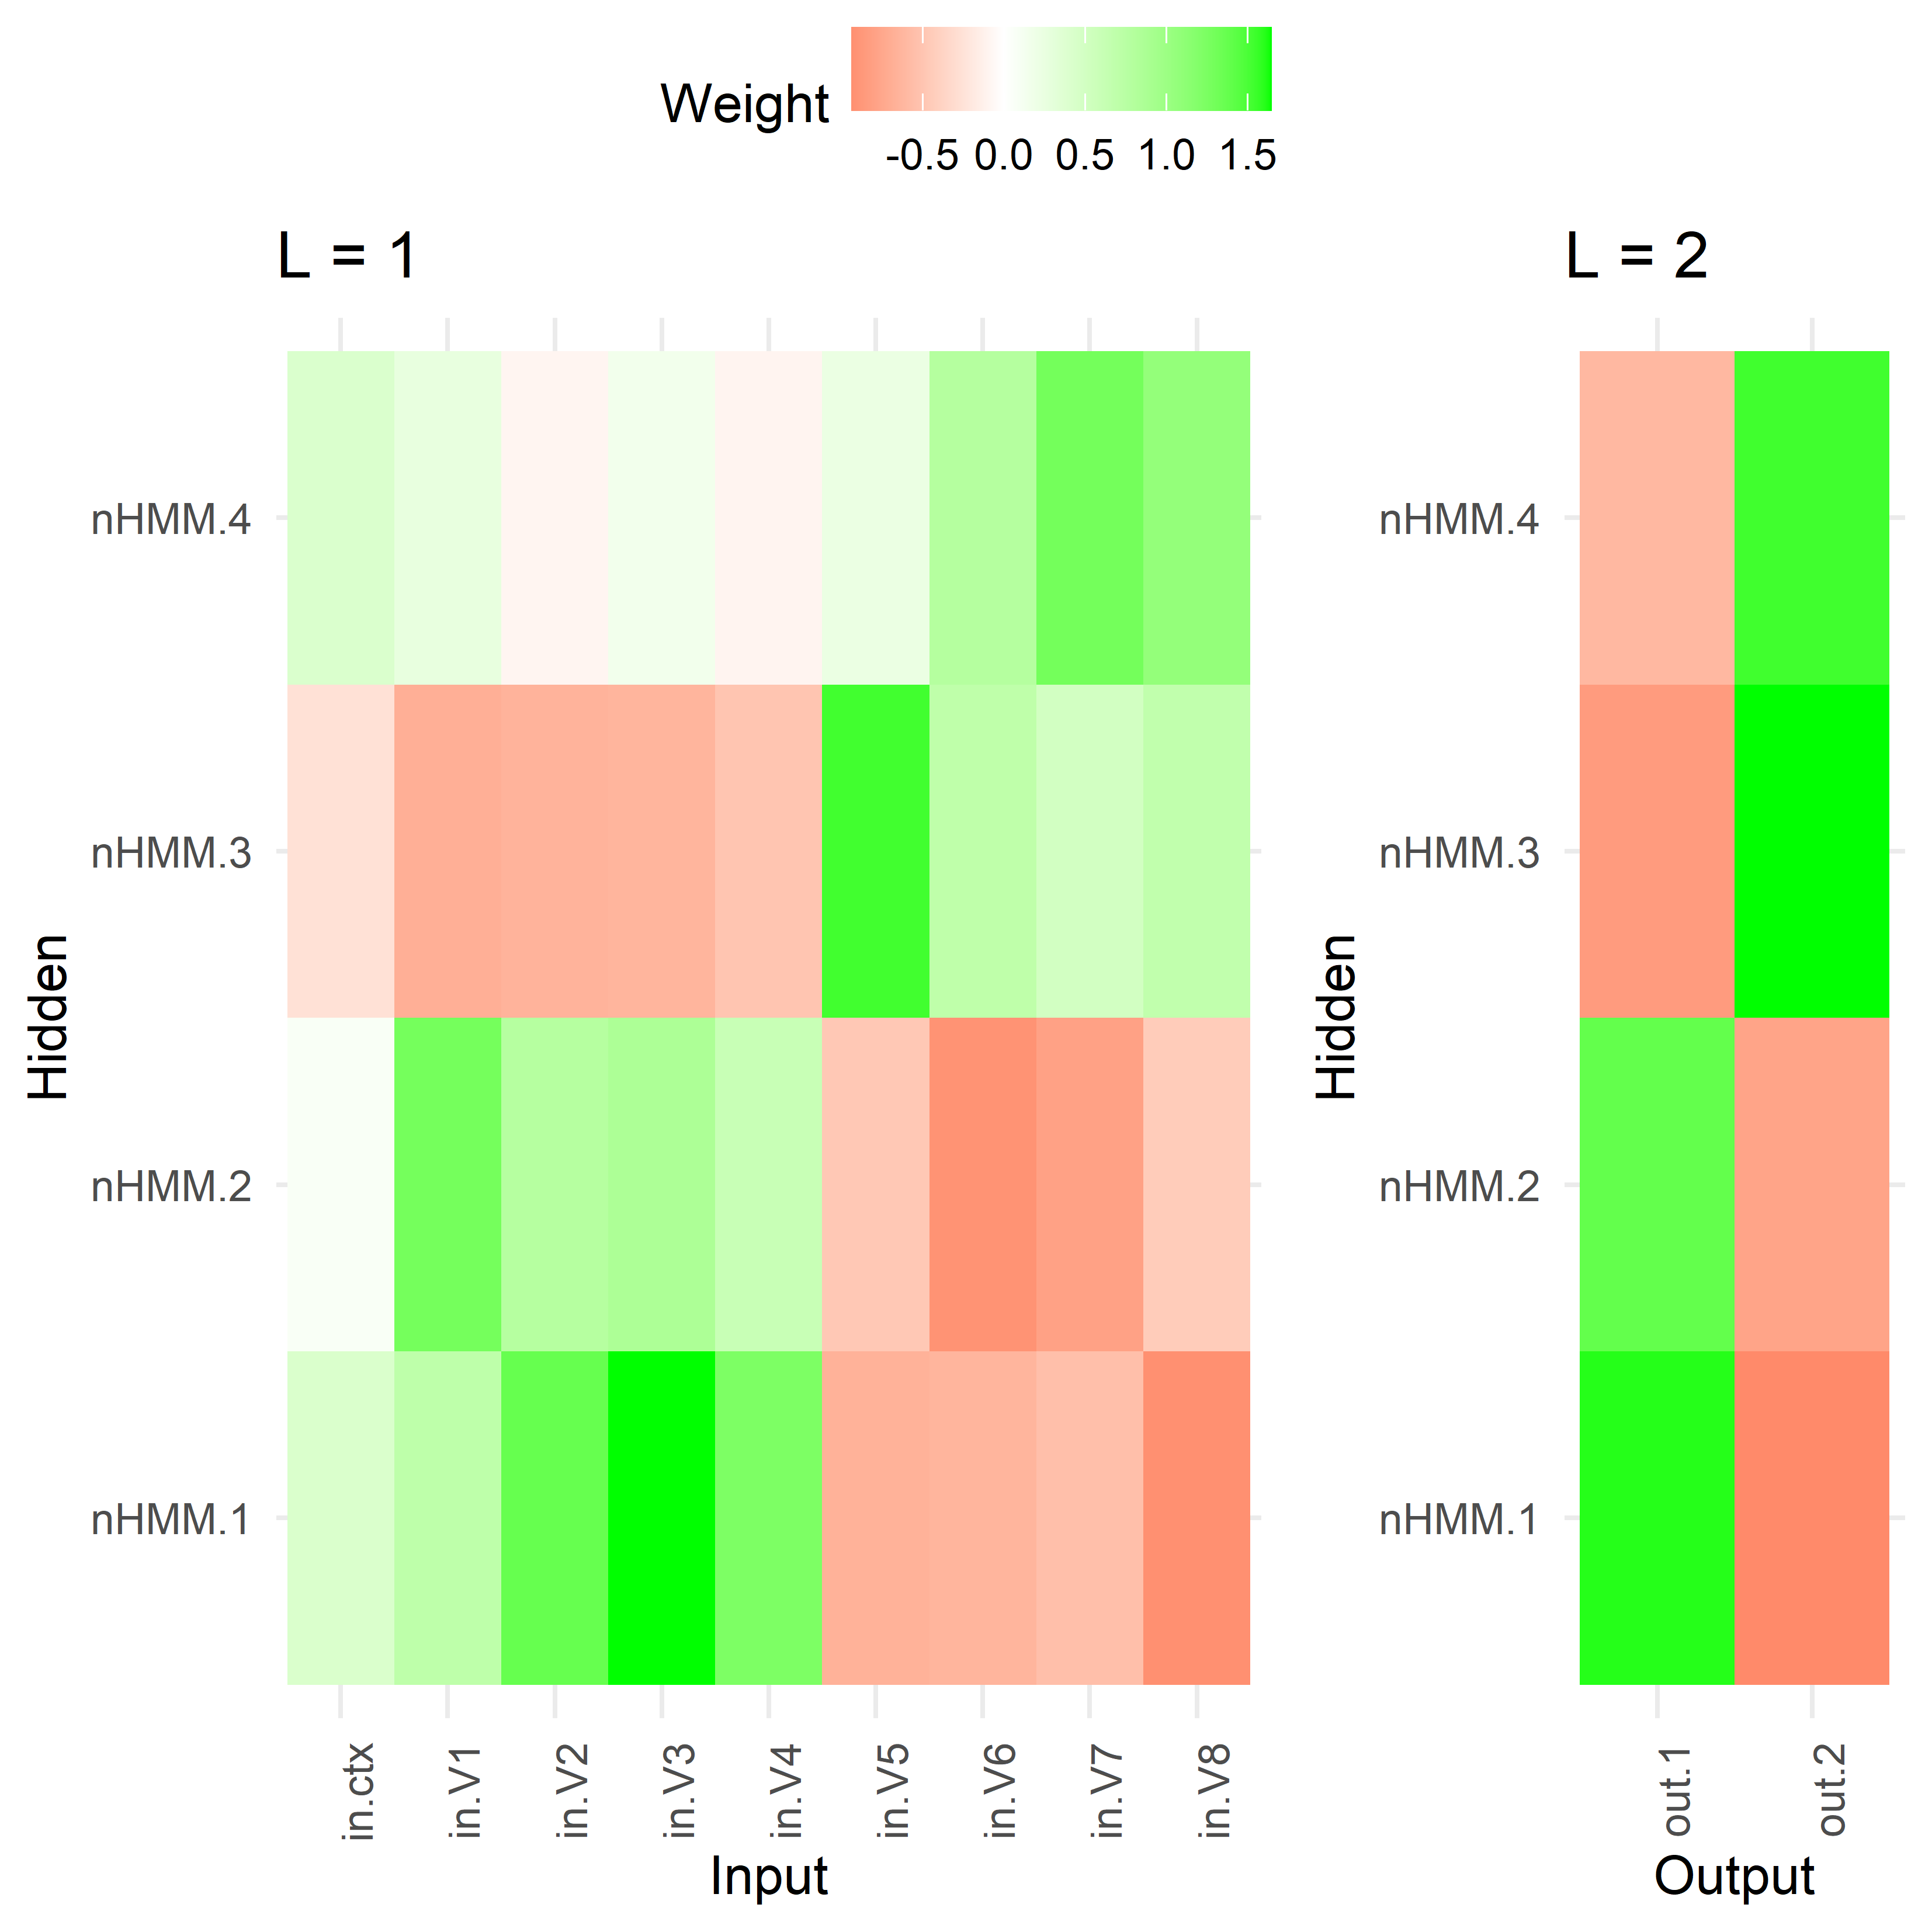 Weight
-0.5 0.0 0.5 1.0 1.5
L = 1
L = 2
Hidden
nHMM.4
nHMM.3
nHMM.2
nHMM.1
in.ctx in.V1 in.V2 in.V3 in.V4 in.V5 in.V6 in.V7 in.V8
Input
Hidden
nHMM.4
nHMM.3
nHMM.2
nHMM.1
out.1 out.2
Output